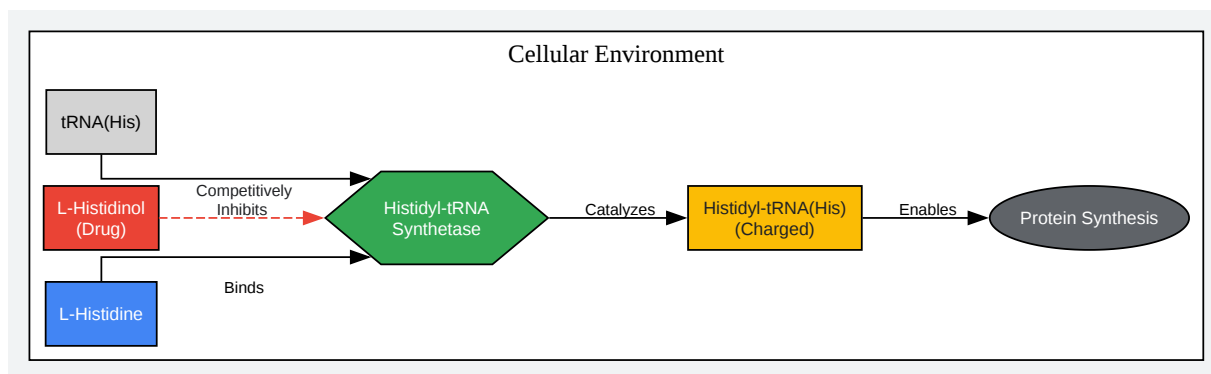 Cellular Environment
tRNA(His)
L-Histidinol
(Drug)
Competitively
Inhibits
L-Histidine
Binds
Histidyl-tRNA
Synthetase
Catalyzes
Histidyl-tRNA(His)
(Charged)
Enables
Protein Synthesis